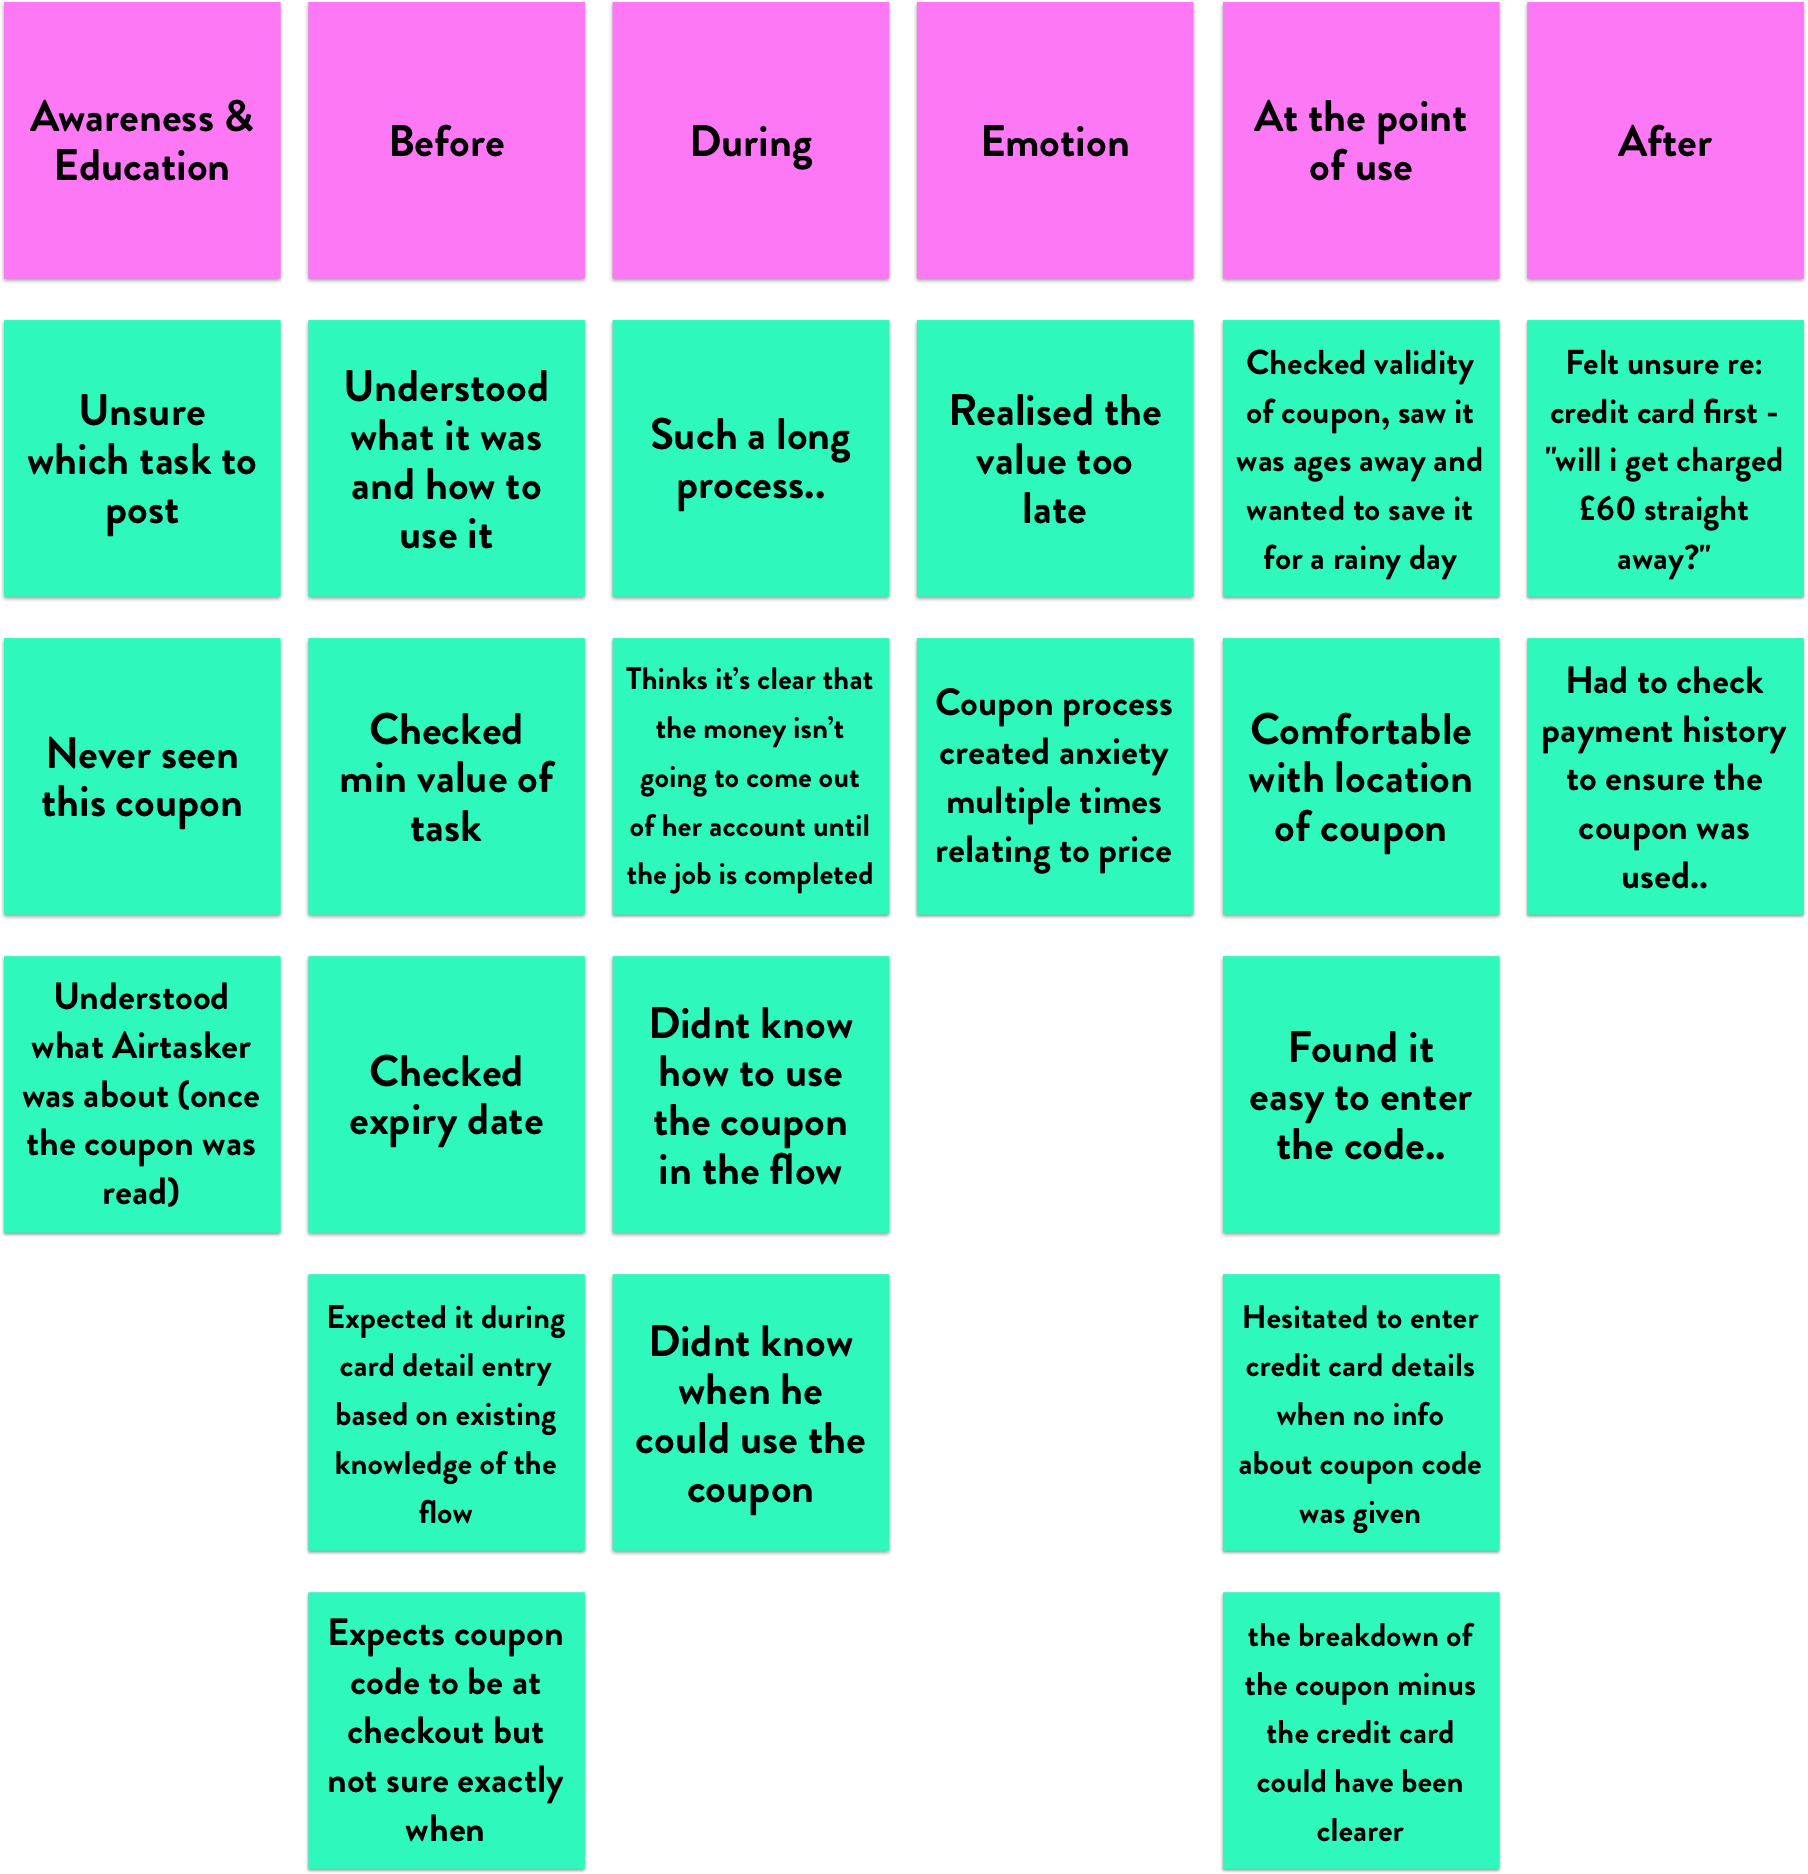 Awareness &
Education
Before
During
Emotion
At the point
of use
After
Unsure
which task to
post
Understood
what it was
and how to
use it
Such a long
process..
Realised the
value too
late
Checked validity
of coupon, saw it
was ages away and
wanted to save it
for a rainy day
Felt unsure re:
credit card first -
"will i get charged
£60 straight
away?"
Never seen
this coupon
Checked
min value of
task
Thinks it’s clear that
the money isn’t
going to come out
of her account until
the job is completed
Coupon process
created anxiety
multiple times
relating to price
Comfortable
with location
of coupon
Had to check
payment history
to ensure the
coupon was
used..
Understood
what Airtasker
was about (once
the coupon was
read)
Checked
expiry date
Didnt know
how to use
the coupon
in the flow
Found it
easy to enter
the code..
Expected it during
card detail entry
based on existing
knowledge of the
flow
Didnt know
when he
could use the
coupon
Hesitated to enter
credit card details
when no info
about coupon code
was given
Expects coupon
code to be at
checkout but
not sure exactly
when
the breakdown of
the coupon minus
the credit card
could have been
clearer